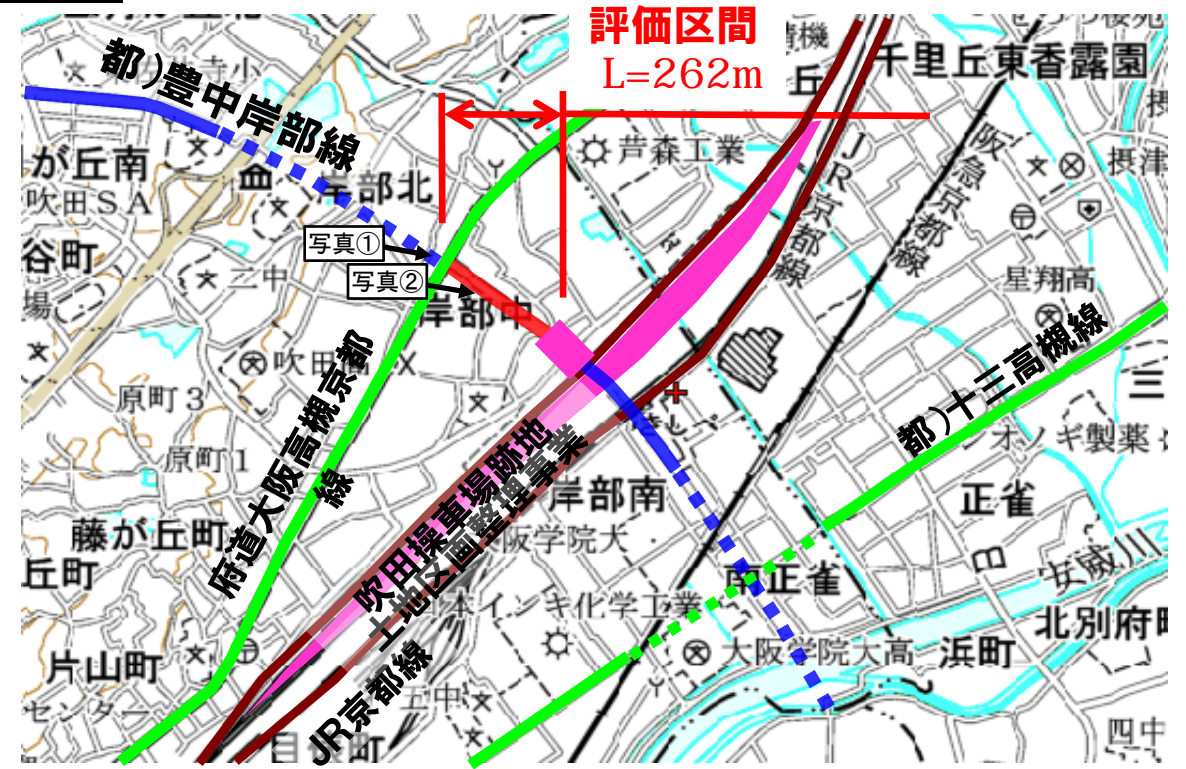 評価区間
L=262m
都)豊中岸部線
千里丘東香露園
丘
芦森工業
JR京都線
阪急京都線
摂津
が丘南
吹田SA
岸部北
谷町
二中
場
写真①
写真②
岸部中
星翔高
原町3
原町1
府道大阪高槻京都
線
都)十三高槻線
三
オノギ製薬
藤が丘町
丘町
吹田操車場跡地
土地区画整理事業
岸部南
阪学院大
正雀
南正雀
安威川
本インキ化学工業
北別府町
大阪学院大高
浜町
片山町
センター
JR京都線
五中
四中